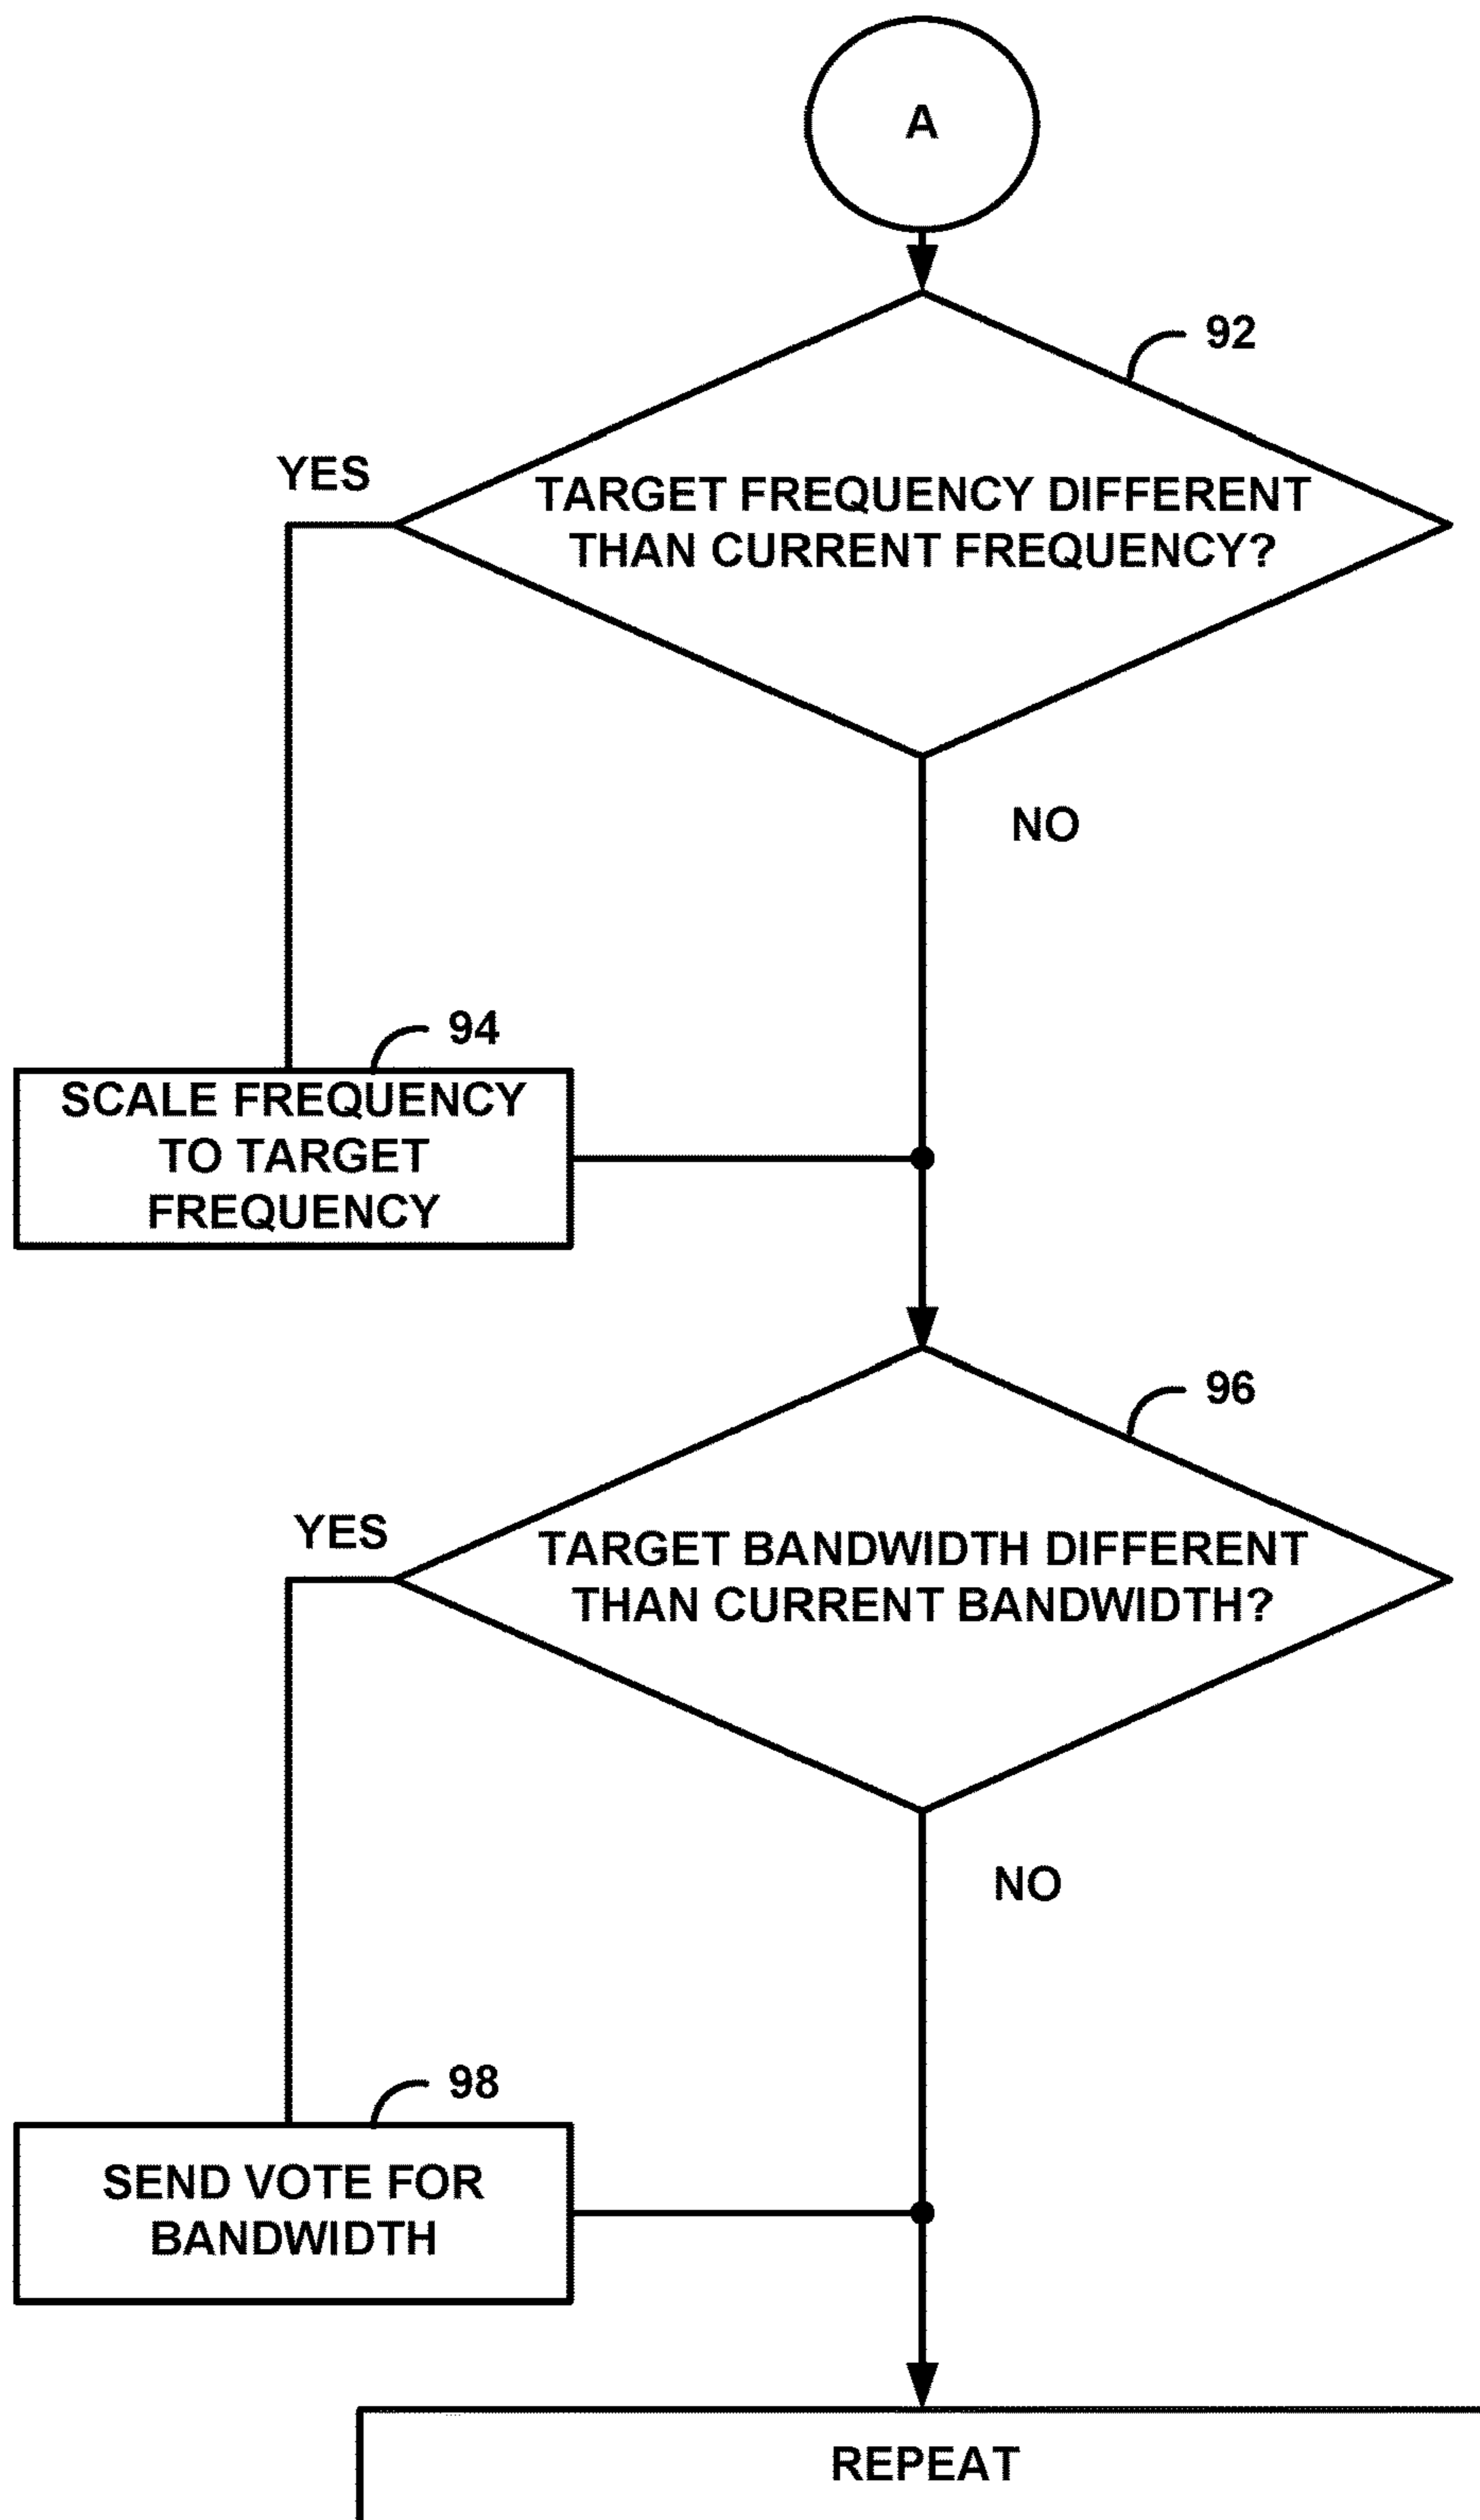 A
92
YES
TARGET FREQUENCY DIFFERENT
THAN CURRENT FREQUENCY?
NO
94
SCALE FREQUENCY
TO TARGET
FREQUENCY
96
YES
TARGET BANDWIDTH DIFFERENT
THAN CURRENT BANDWIDTH?
NO
98
SEND VOTE FOR
BANDWIDTH
REPEAT